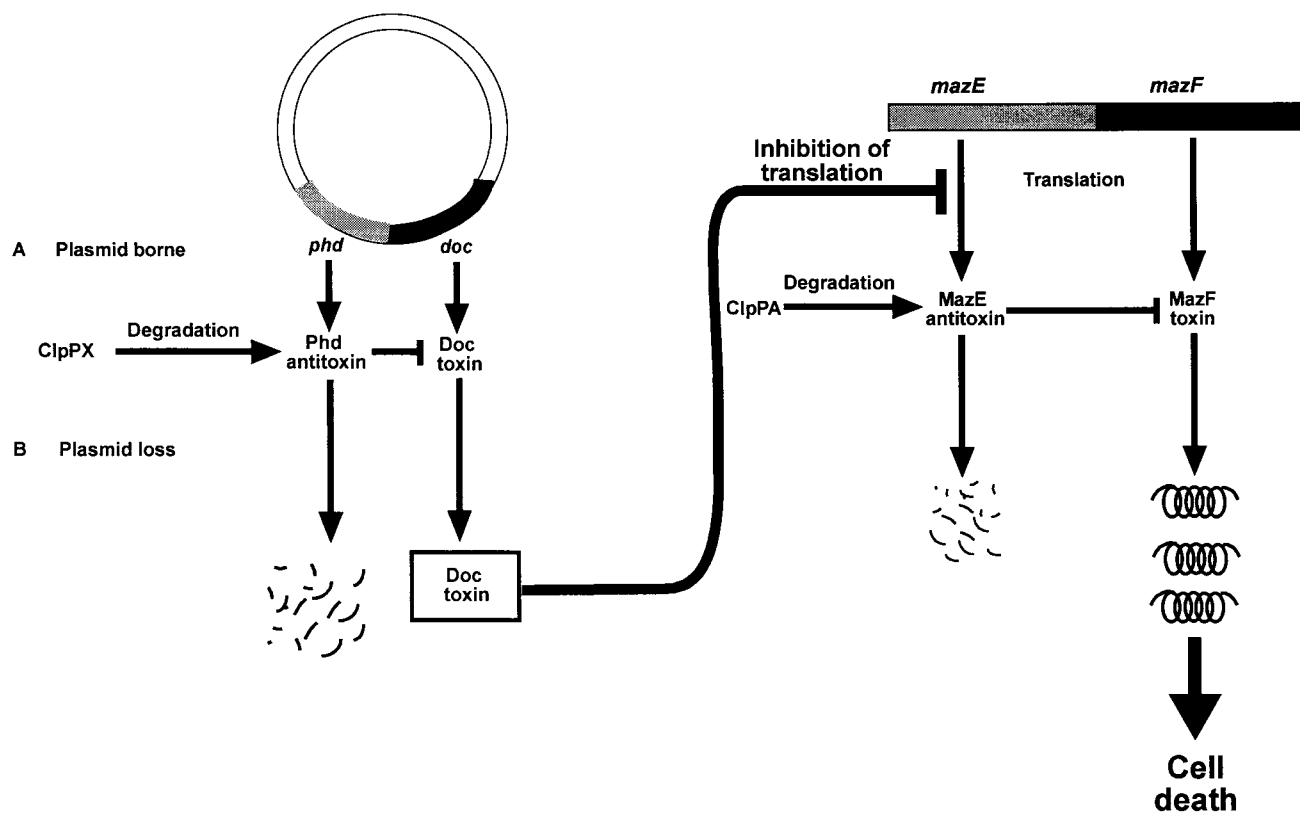 mazE
mazF
Inhibition of
translation
Translation
phd
doc
A Plasmid borne
Degradation
ClpPA
MazE
antitoxin
MazF
toxin
Degradation
ClpPX
Phd
antitoxin
Doc
toxin
B Plasmid loss
Doc
toxin
Cell
death